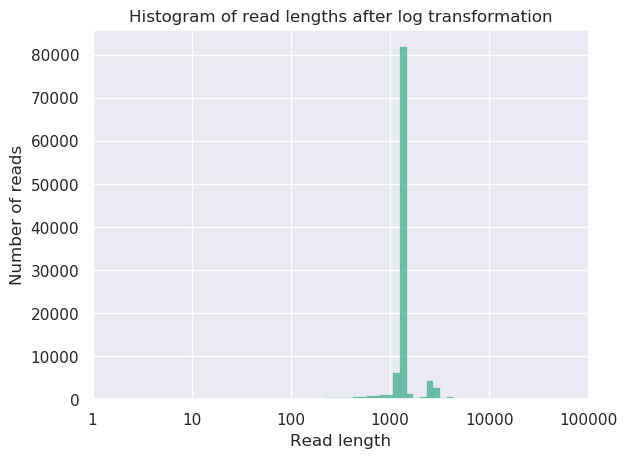 Histogram of read lengths after log transformation
80000
70000
60000
50000
40000
30000
20000
10000
0
Number of reads
1 10 100 1000 10000 100000
Read length